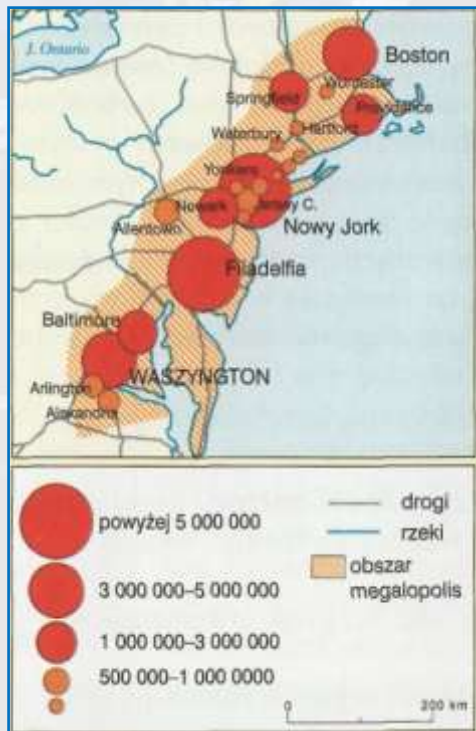 J. Ontario
Boston
Worcester
Springfield
Providance
Hartford
Waterbury
Yonkers
Newark
Jersey C.
Allentown
Nowy Jork
Filadelfia
Baltimore
WASZYNGTON
Arlington
Aleksandria
powyżej 5 000 000
3 000 000–5 000 000
1 000 000–3 000 000
500 000–1 000 0000
drogi
rzeki
obszar
megalopolis
0
200 km